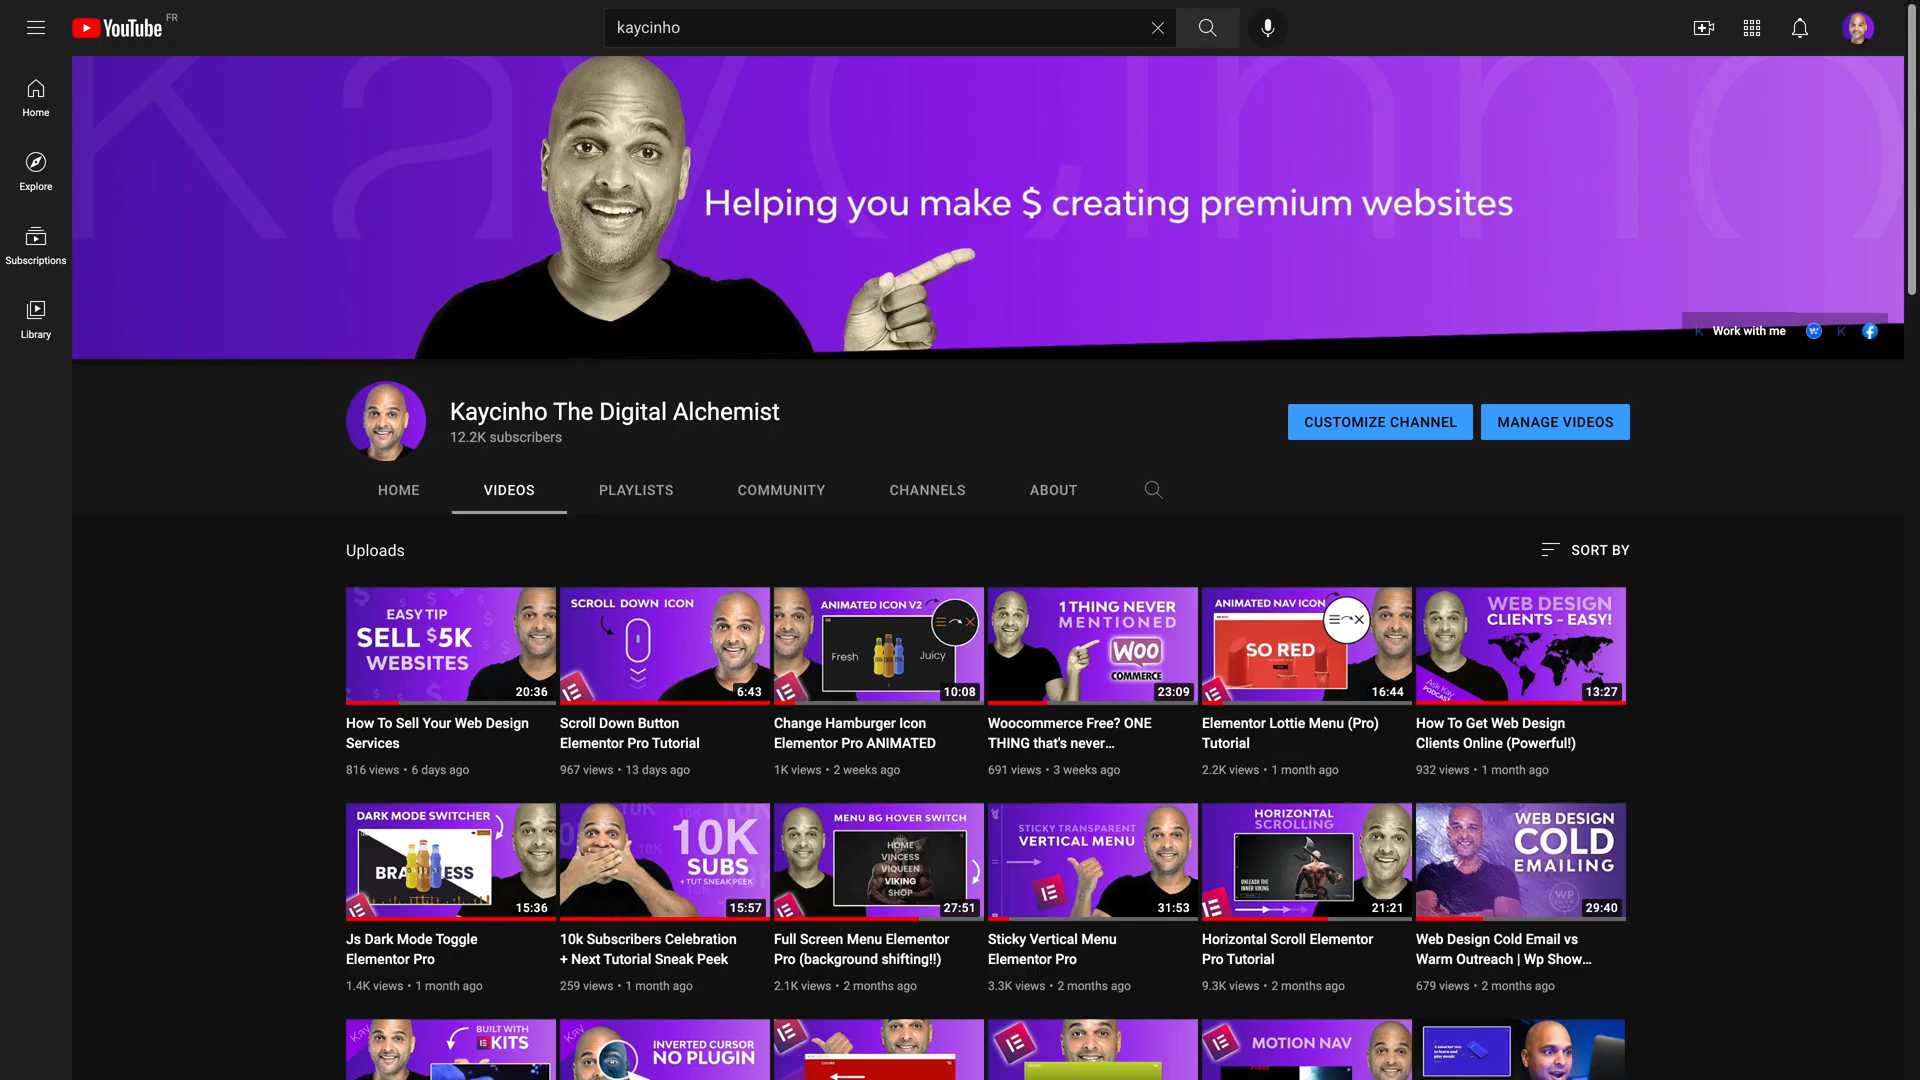 YouTube FR
kaycinho
Home
Explore
Subscriptions
Library
Kaycinho
Helping you make $ creating premium websites
Work with me
Kaycinho The Digital Alchemist
12.2K subscribers
CUSTOMIZE CHANNEL
MANAGE VIDEOS
HOME
VIDEOS
PLAYLISTS
COMMUNITY
CHANNELS
ABOUT
Uploads
SORT BY
EASY TIP
SELL $5K
WEBSITES
20:36
How To Sell Your Web Design
Services
816 views • 6 days ago
SCROLL DOWN ICON
6:43
Scroll Down Button
Elementor Pro Tutorial
967 views • 13 days ago
ANIMATED ICON V2
Fresh
Juicy
10:08
Change Hamburger Icon
Elementor Pro ANIMATED
1K views • 2 weeks ago
1 THING NEVER
MENTIONED
WOO
COMMERCE
23:09
Woocommerce Free? ONE
THING that's never...
691 views • 3 weeks ago
ANIMATED NAV ICON
SO RED
16:44
Elementor Lottie Menu (Pro)
Tutorial
2.2K views • 1 month ago
WEB DESIGN
CLIENTS - EASY!
Ask Kay
PODCAST
13:27
How To Get Web Design
Clients Online (Powerful!)
932 views • 1 month ago
DARK MODE SWITCHER
15:36
Js Dark Mode Toggle
Elementor Pro
1.4K views • 1 month ago
10K
SUBS
+ TUT SNEAK PEEK
15:57
10k Subscribers Celebration
+ Next Tutorial Sneak Peek
259 views • 1 month ago
MENU BG HOVER SWITCH
HOME
VINCESS
VIQUEEN
VIKING
SHOP
27:51
Full Screen Menu Elementor
Pro (background shifting!!)
2.1K views • 2 months ago
STICKY TRANSPARENT
VERTICAL MENU
31:53
Sticky Vertical Menu
Elementor Pro
3.3K views • 2 months ago
HORIZONTAL
SCROLLING
UNLEASH THE
INNER VIKING
21:21
Horizontal Scroll Elementor
Pro Tutorial
9.3K views • 2 months ago
WEB DESIGN
COLD
EMAILING
29:40
Web Design Cold Email vs
Warm Outreach | Wp Show...
679 views • 2 months ago
Kay
BUILT WITH
KITS
Kay
INVERTED CURSOR
NO PLUGIN
MOTION NAV